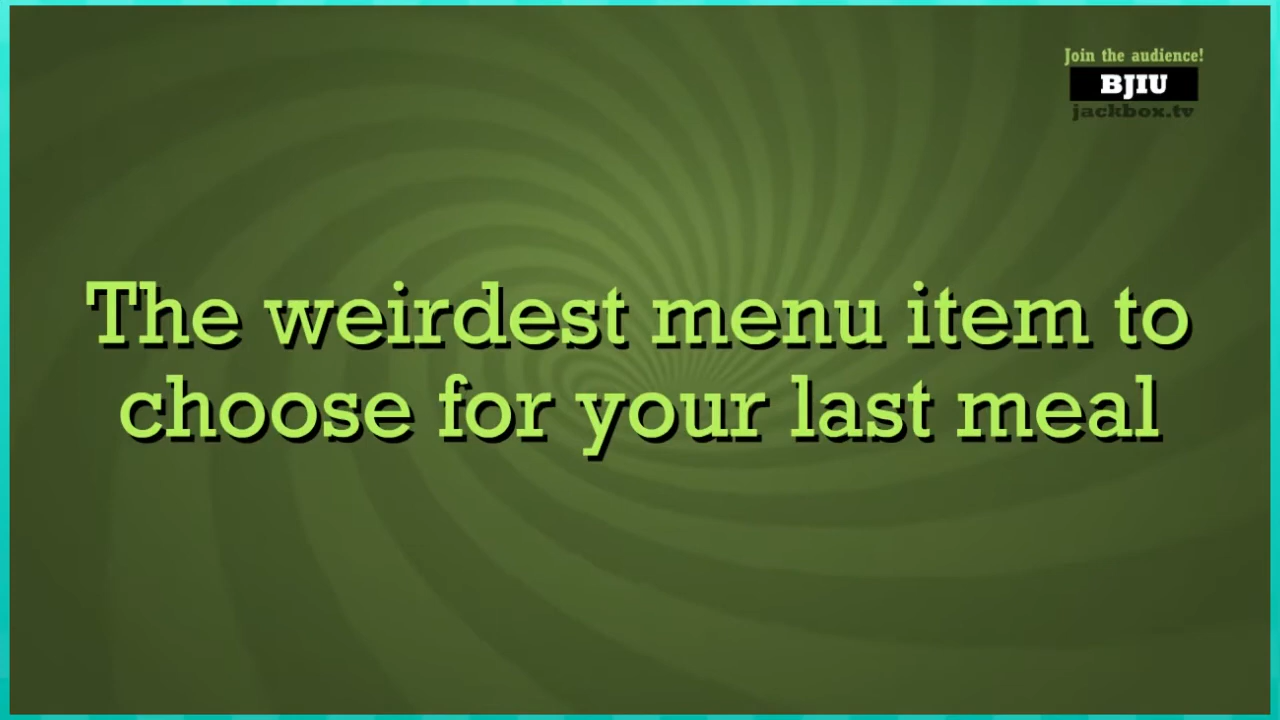 Join the audience!
BJIU
jackbox.tv
The weirdest menu item to
choose for your last meal